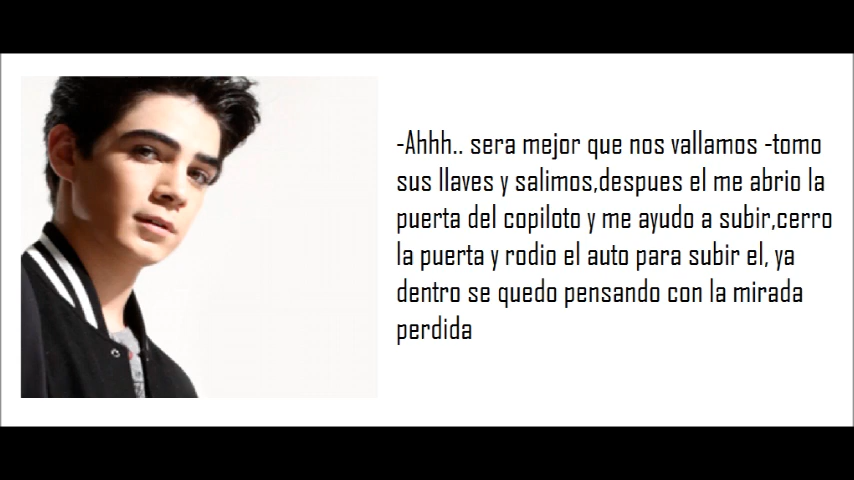 -Ahhh.. sera mejor que nos vallamos -tomo
sus llaves y salimos,despues el me abrio la
puerta del copiloto y me ayudo a subir,cerro
la puerta y rodio el auto para subir el, ya
dentro se quedo pensando con la mirada
perdida